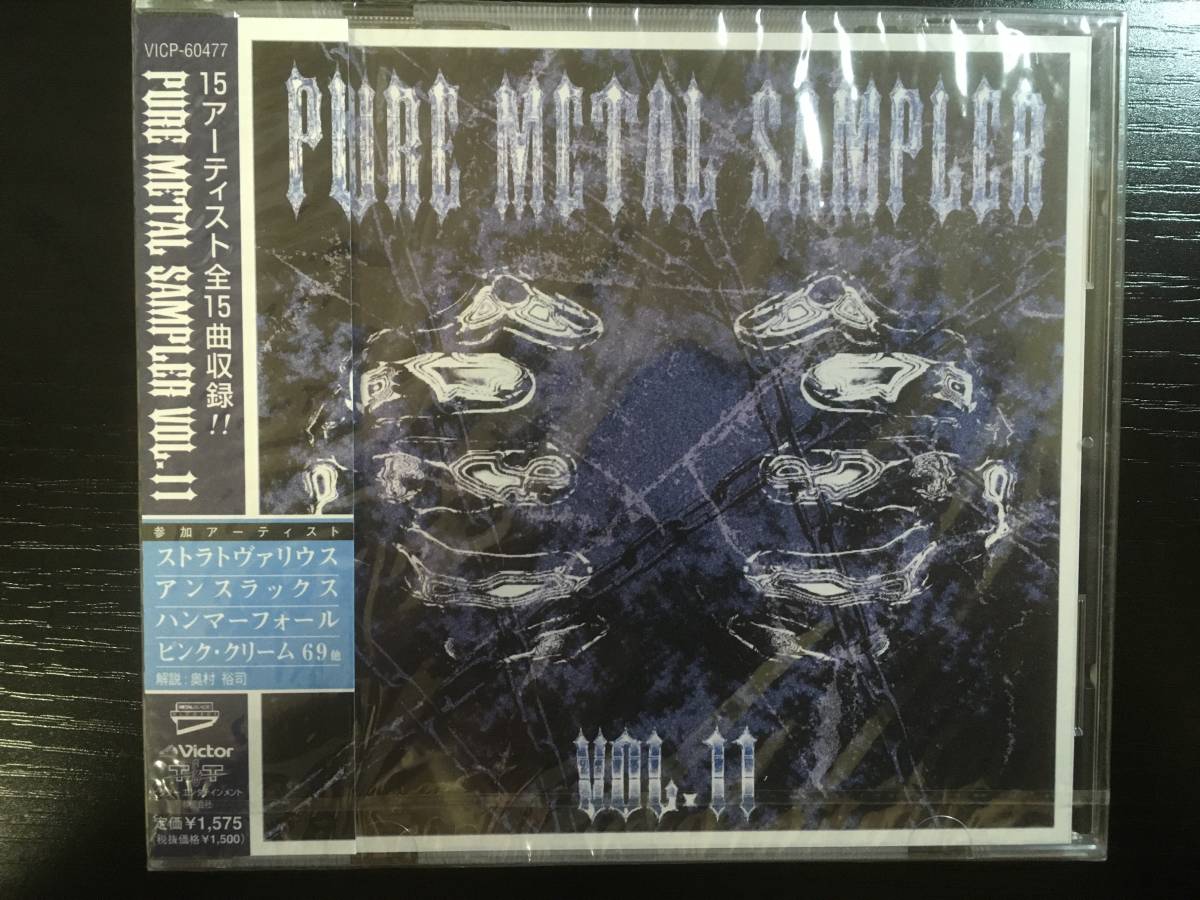 VICP-60477
15アーティスト全15曲収録!!
PURE METAL SAMPLER VOL.11
参加アーティスト
ストラトヴァリウス
アンスラックス
ハンマーフォール
ピンク・クリーム 69 他
解説:奥村 裕司
Victor
定価¥1,575
(税抜価格¥1,500)
PURE METAL SAMPLER
VOL.11